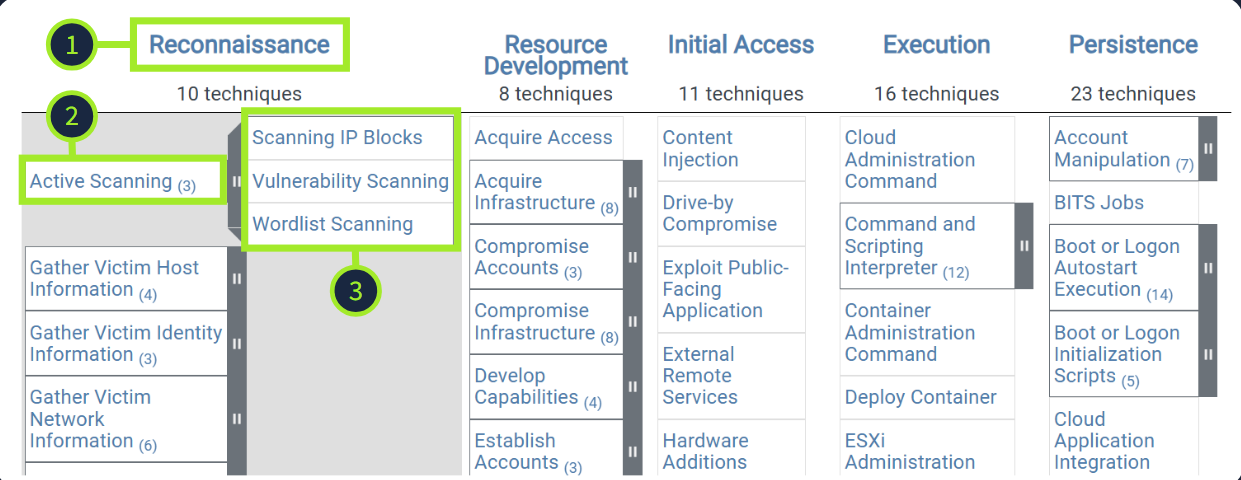 1
Reconnaissance
10 techniques
2
Active Scanning (3)
Scanning IP Blocks
Vulnerability Scanning
Wordlist Scanning
3
Gather Victim Host
Information (4)
Gather Victim Identity
Information (3)
Gather Victim
Network
Information (6)
Resource
Development
8 techniques
Acquire Access
Acquire
Infrastructure (8)
Compromise
Accounts (3)
Compromise
Infrastructure (8)
Develop
Capabilities (4)
Establish
Accounts (3)
Initial Access
11 techniques
Content
Injection
Drive-by
Compromise
Exploit Public-
Facing
Application
External
Remote
Services
Hardware
Additions
Execution
16 techniques
Cloud
Administration
Command
Command and
Scripting
Interpreter (12)
Container
Administration
Command
Deploy Container
ESXi
Administration
Persistence
23 techniques
Account
Manipulation (7)
BITS Jobs
Boot or Logon
Autostart
Execution (14)
Boot or Logon
Initialization
Scripts (5)
Cloud
Application
Integration